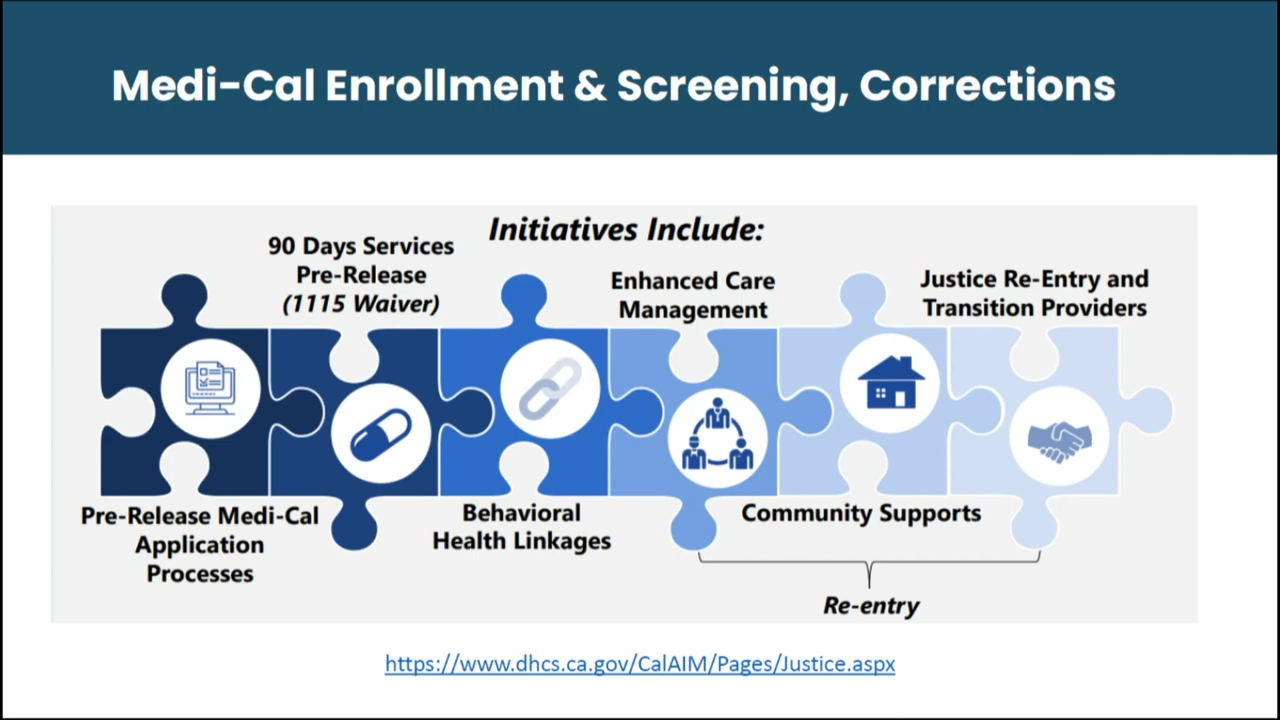 Medi-Cal Enrollment & Screening, Corrections
Initiatives Include:
90 Days Services
Pre-Release
(1115 Waiver)
Enhanced Care
Management
Justice Re-Entry and
Transition Providers
Pre-Release Medi-Cal
Application
Processes
Behavioral
Health Linkages
Community Supports
Re-entry
https://www.dhcs.ca.gov/CalAIM/Pages/Justice.aspx